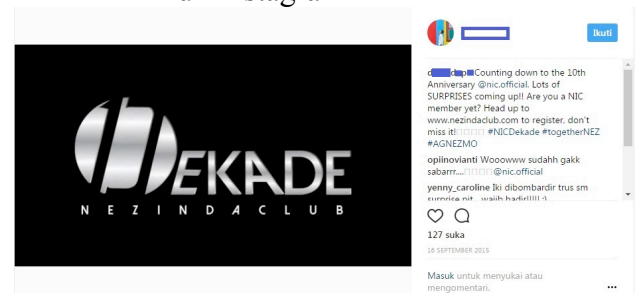 DEKADE
NEZINDACLUB
Ikuti
Counting down to the 10th
Anniversary @nic.official. Lots of
SURPRISES coming up!! Are you a NIC
member yet? Head up to
www.nezindaclub.com to register, don't
miss it! #NICDekade #togetherNEZ
#AGNEZMO
opiinovianti Wooowww sudahh gakk
sabarrr.... @nic.official
yenny_caroline Iki dibombardir trus sm
127 suka
16 SEPTEMBER 2015
Masuk untuk menyukai atau
mengomentari.